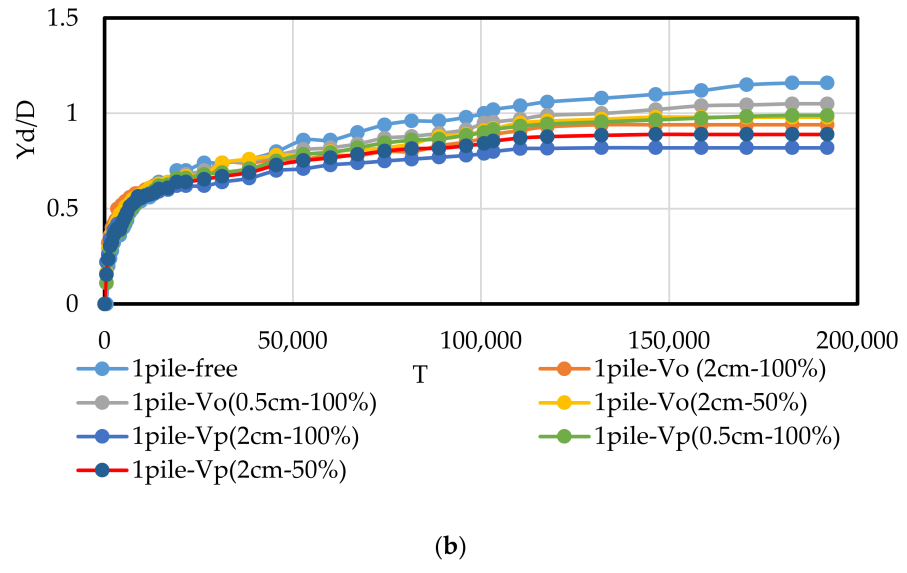 1.5
1
0.5
0
Yd/D
0 50,000 100,000 150,000 200,000
T
1pile-free 1pile-Vo (2cm-100%)
1pile-Vo(0.5cm-100%) 1pile-Vo(2cm-50%)
1pile-Vp(2cm-100%) 1pile-Vp(0.5cm-100%)
1pile-Vp(2cm-50%)
(b)